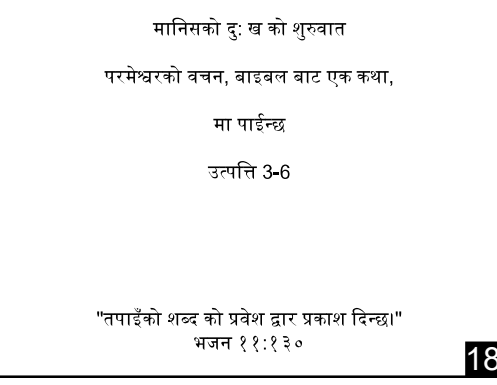 मानिसको दु: ख को शुरुवात
परमेश्वरको वचन, बाइबल बाट एक कथा,
मा पाईन्छ
उत्पत्ति 3-6
"तपाइँको शब्द को प्रवेश द्वार प्रकाश दिन्छ।"
भजन ११:१३०
18